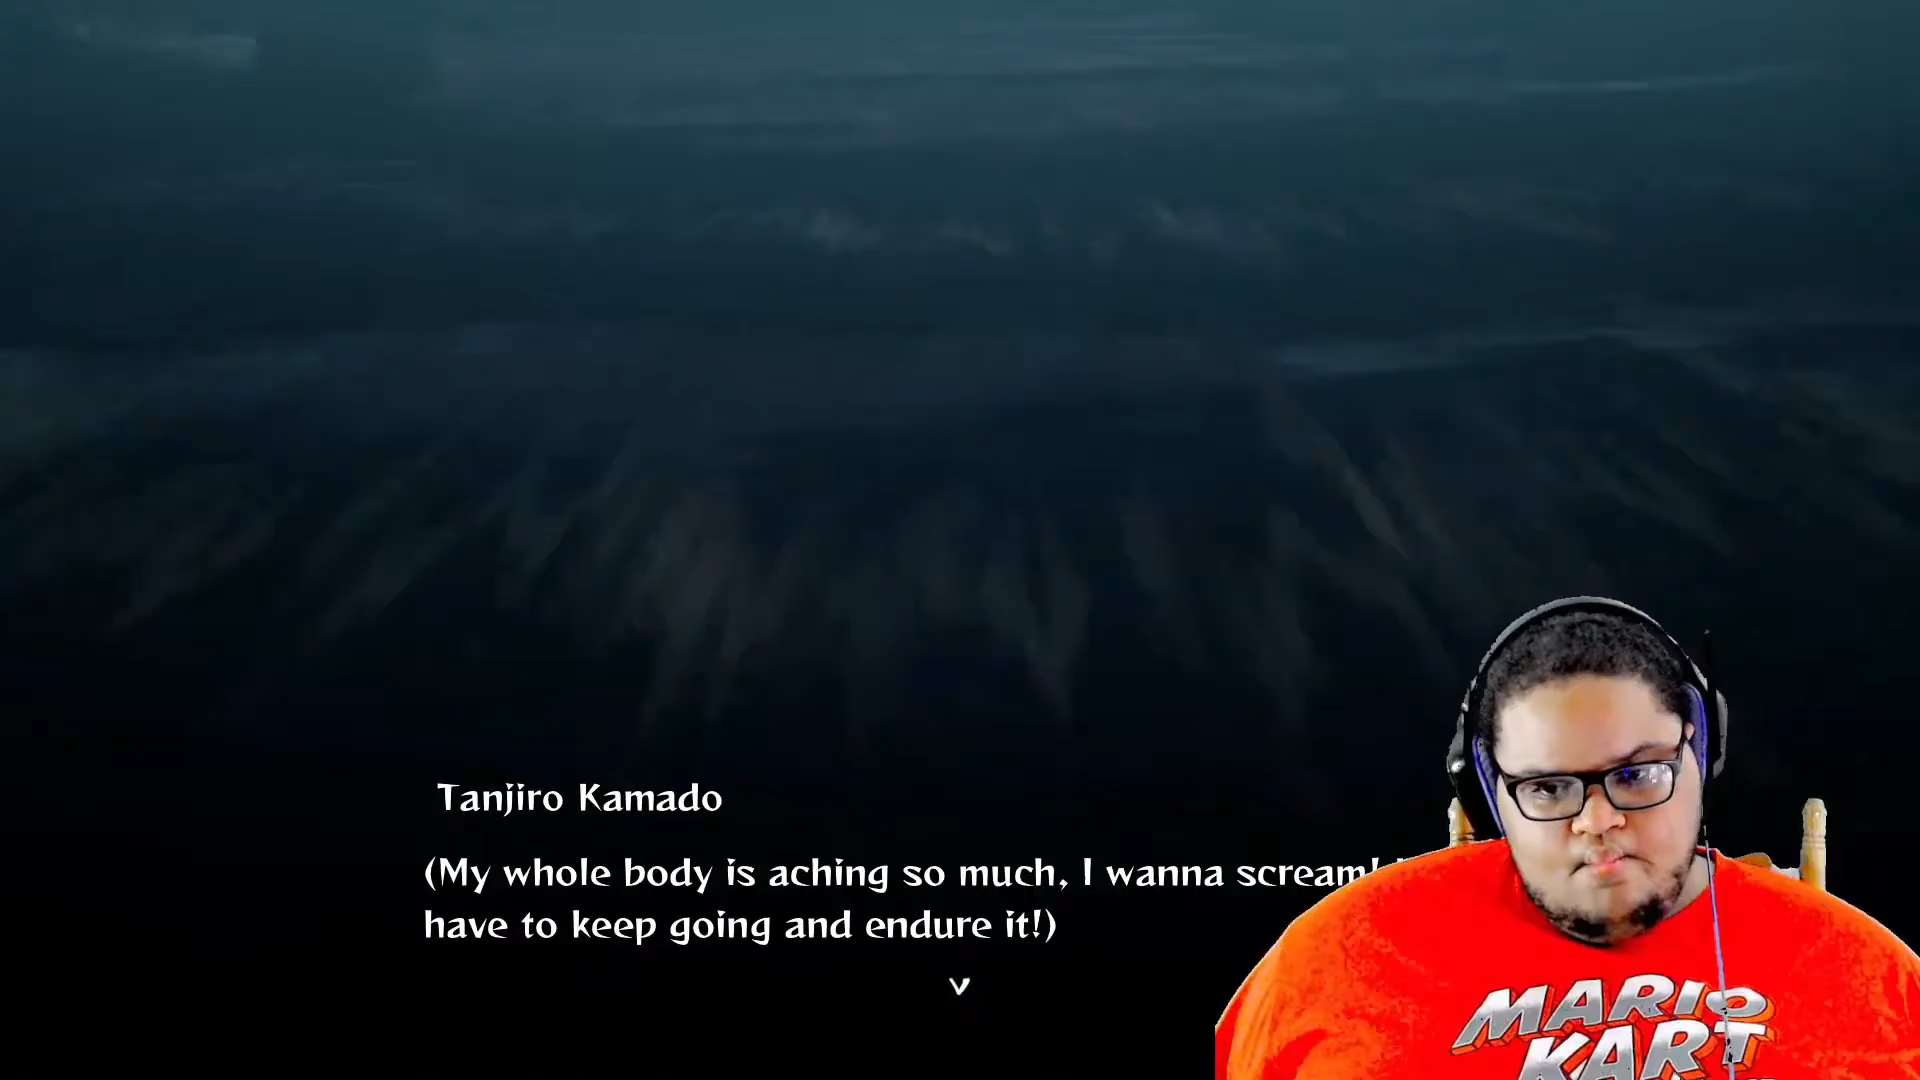 Tanjiro Kamado
(My whole body is aching so much, I wanna scream!
have to keep going and endure it!)
MARIO
KART